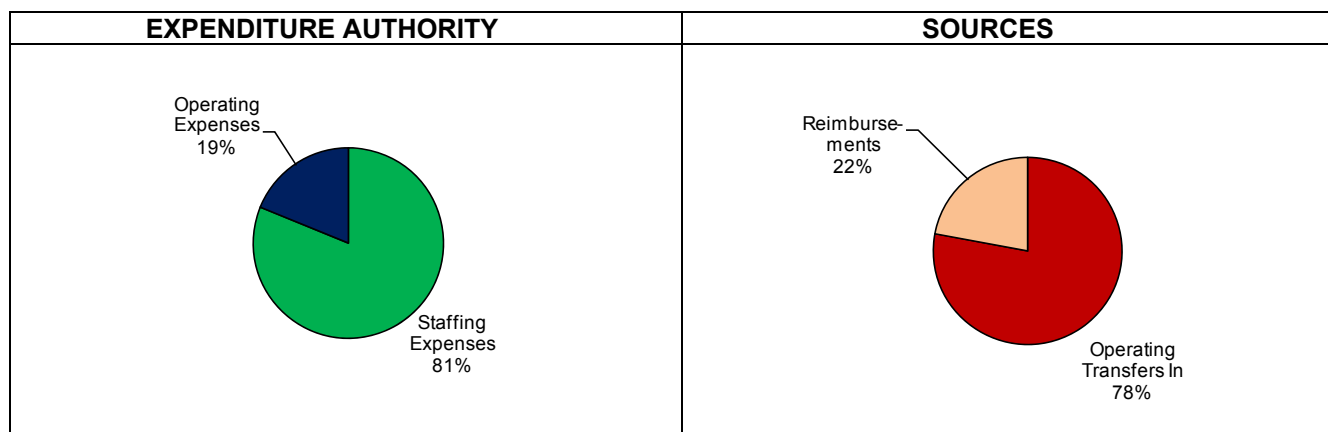 EXPENDITURE AUTHORITY
SOURCES
Operating
Expenses
19%
Staffing
Expenses
81%
Reimburse-
ments
22%
Operating
Transfers In
78%